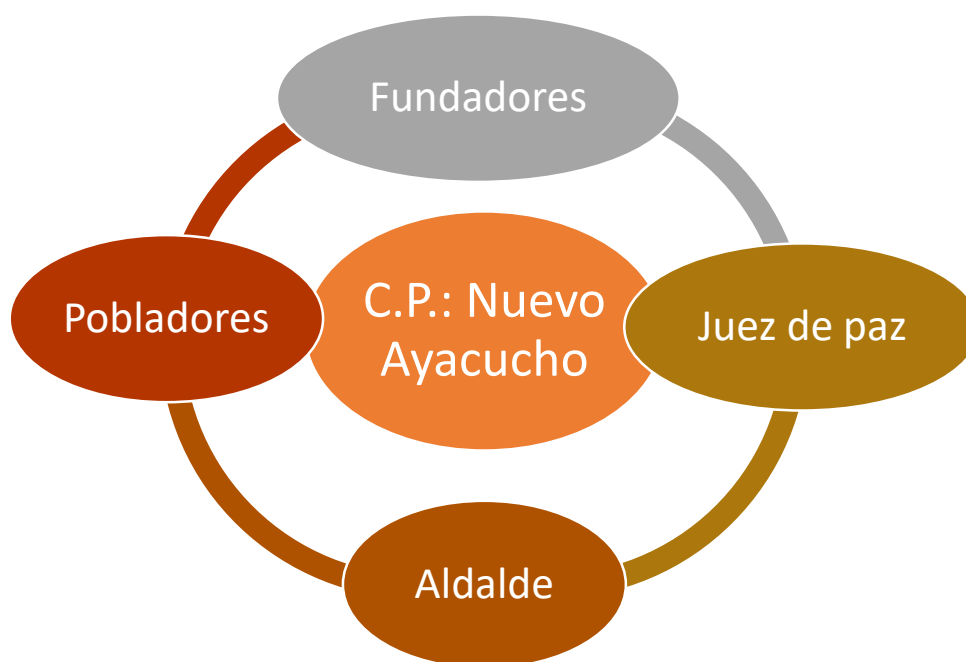 Fundadores
Pobladores
C.P.: Nuevo
Ayacucho
Juez de paz
Aldalde